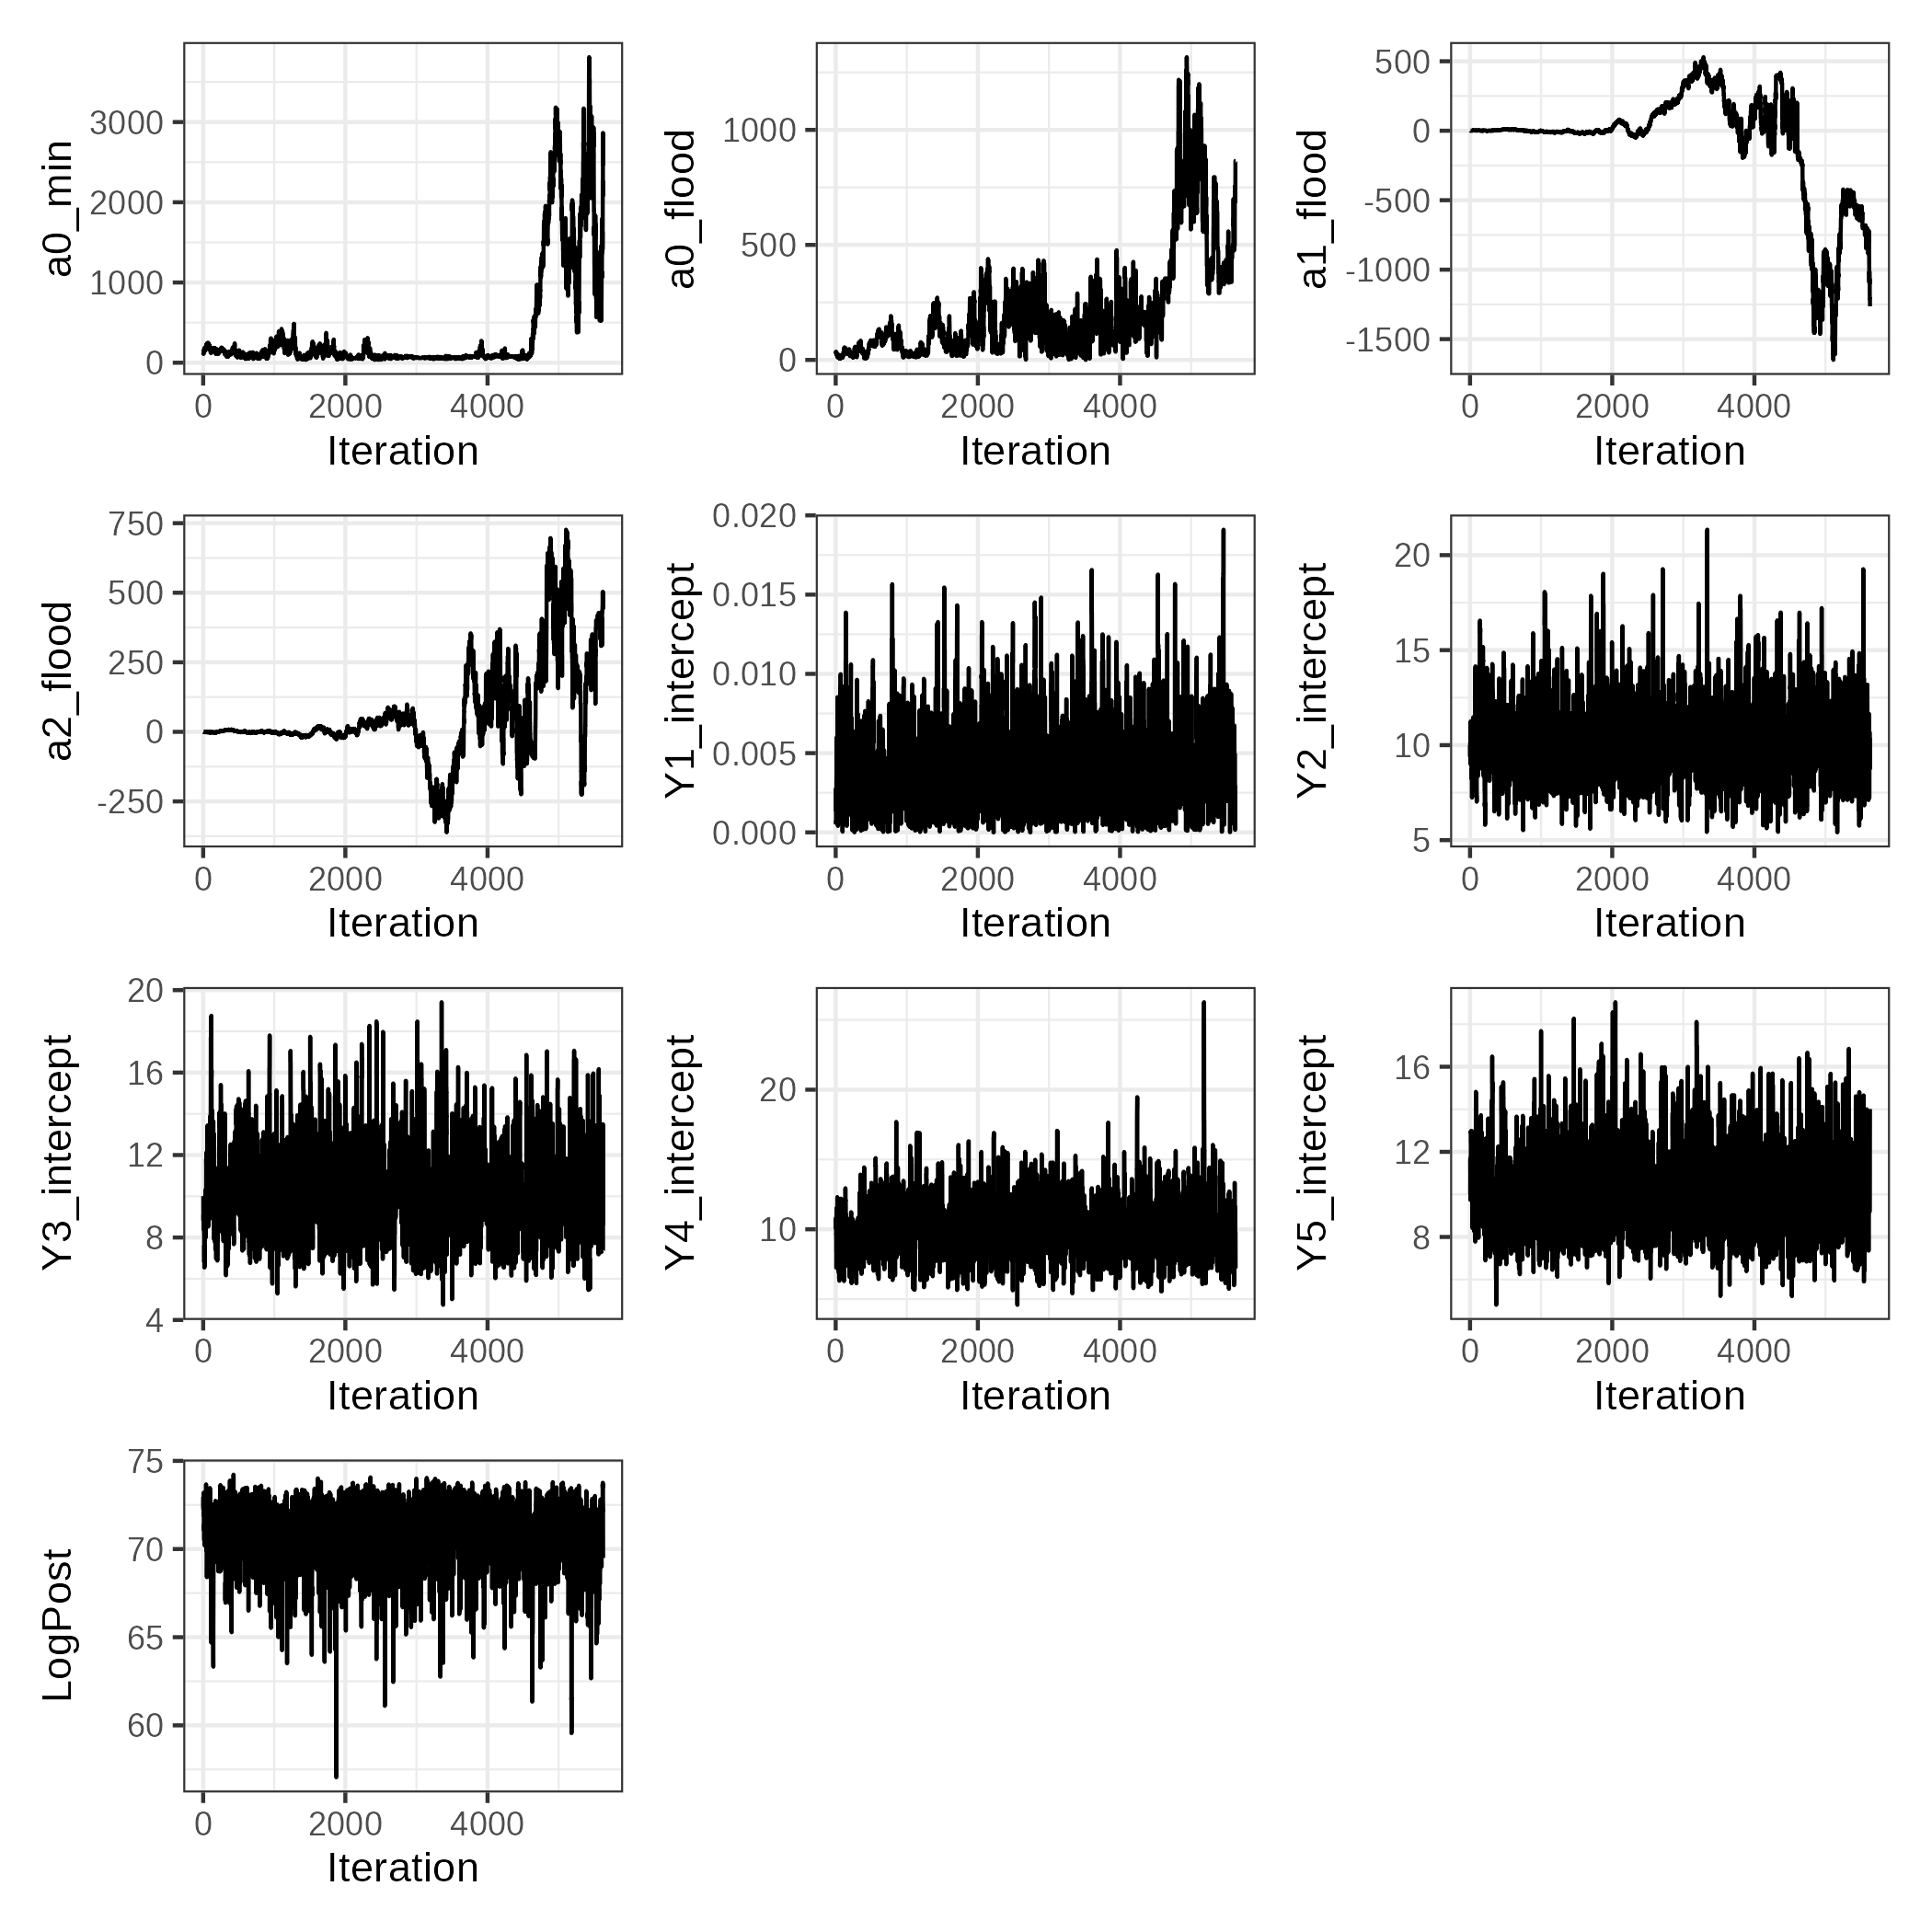 a0_min
3000
2000
1000
0
0 2000 4000
Iteration
a0_flood
1000
500
0
0 2000 4000
Iteration
a1_flood
500
0
-500
-1000
-1500
0 2000 4000
Iteration
a2_flood
750
500
250
0
-250
0 2000 4000
Iteration
Y1_intercept
0.020
0.015
0.010
0.005
0.000
0 2000 4000
Iteration
Y2_intercept
20
15
10
5
0 2000 4000
Iteration
Y3_intercept
20
16
12
8
4
0 2000 4000
Iteration
Y4_intercept
20
10
0 2000 4000
Iteration
Y5_intercept
16
12
8
0 2000 4000
Iteration
LogPost
75
70
65
60
0 2000 4000
Iteration